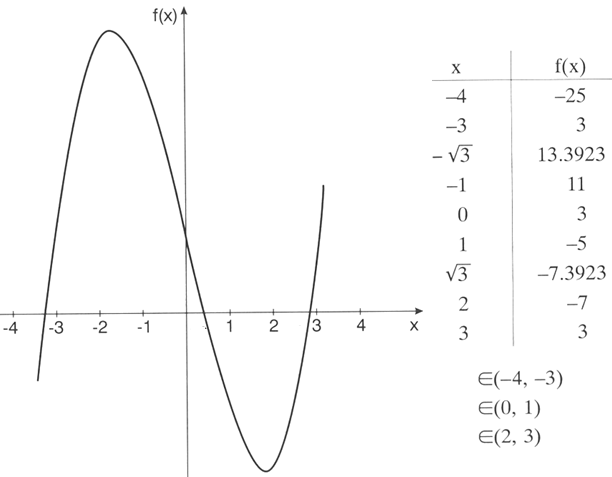 f(x)
-4 -3 -2 -1 1 2 3 4 x
x f(x)
–4 –25
–3 3
– √3 13.3923
–1 11
0 3
1 –5
√3 –7.3923
2 –7
3 3
∈(–4, –3)
∈(0, 1)
∈(2, 3)